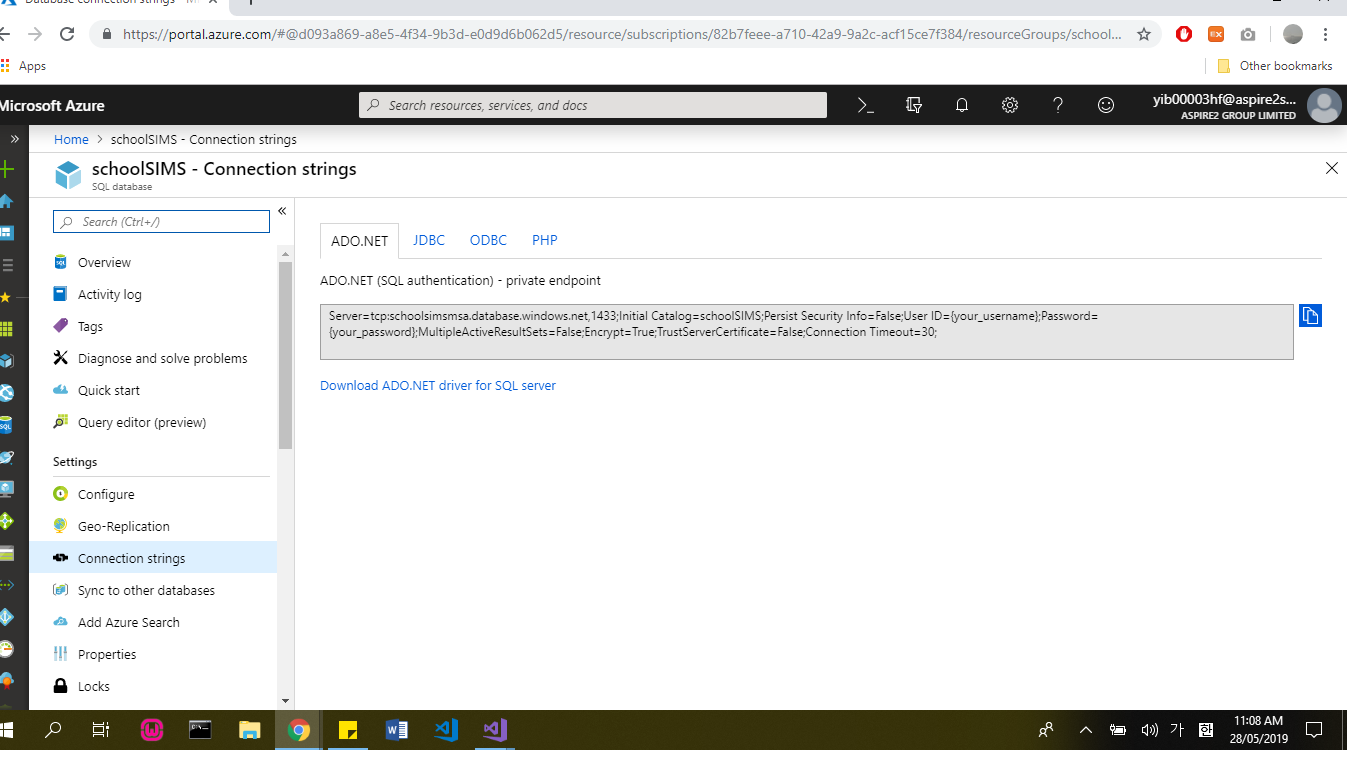 Database connection strings - M
https://portal.azure.com/#@d093a869-a8e5-4f34-9b3d-e0d9d6b062d5/resource/subscriptions/82b7feee-a710-42a9-9a2c-acf15ce7f384/resourceGroups/school...
Apps
Other bookmarks
Microsoft Azure
Search resources, services, and docs
yib00003hf@aspire2s...
ASPIRE2 GROUP LIMITED
Home > schoolSIMS - Connection strings
schoolSIMS - Connection strings
SQL database
Search (Ctrl+/)
Overview
Activity log
Tags
Diagnose and solve problems
Quick start
Query editor (preview)
Settings
Configure
Geo-Replication
Connection strings
Sync to other databases
Add Azure Search
Properties
Locks
ADO.NET JDBC ODBC PHP
ADO.NET (SQL authentication) - private endpoint
Server=tcp:schoolsimsmsa.database.windows.net,1433;Initial Catalog=schoolSIMS;Persist Security Info=False;User ID={your_username};Password=
{your_password};MultipleActiveResultSets=False;Encrypt=True;TrustServerCertificate=False;Connection Timeout=30;
Download ADO.NET driver for SQL server
가
11:08 AM
28/05/2019